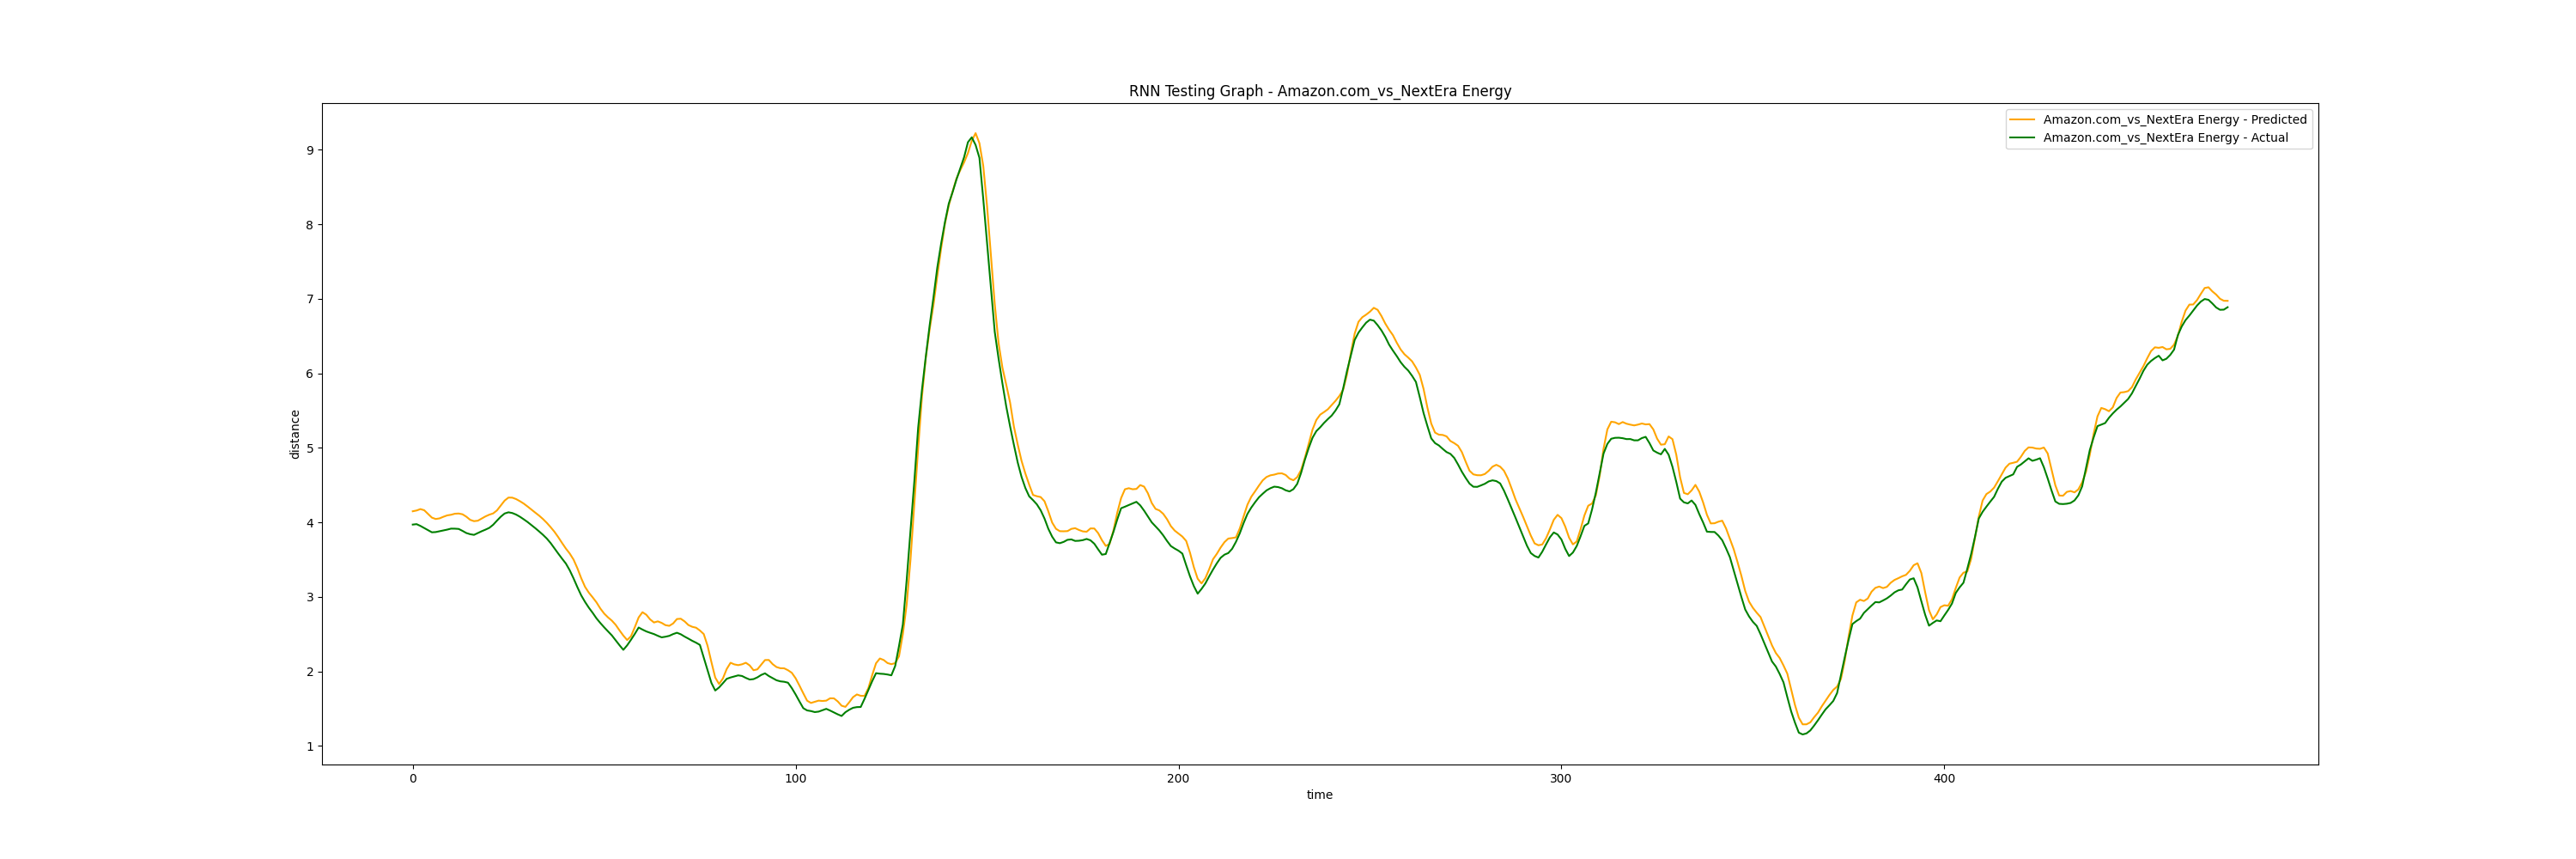 RNN Testing Graph - Amazon.com_vs_NextEra Energy
Amazon.com_vs_NextEra Energy - Predicted
Amazon.com_vs_NextEra Energy - Actual
9
8
7
6
5
4
3
2
1
distance
0 100 200 300 400
time